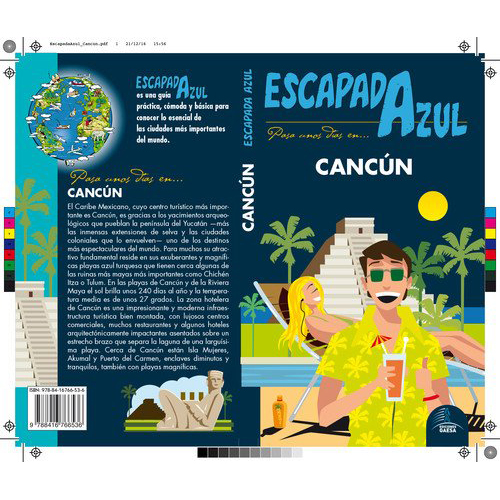 EscapadaAzul_Cancun.pdf 1 21/12/18 15:56
ESCAPADAZUL
es una guía
práctica, cómoda y básica para
conocer lo esencial de
las ciudades más importantes
del mundo.
Pasa unos días en...
CANCÚN
El Caribe Mexicano, cuyo centro turístico más impor-
tante es Cancún, es gracias a los yacimientos arqueo-
lógicos que pueblan la península del Yucatán —más
las inmensas extensiones de selva y las ciudades
coloniales que lo envuelven— uno de los destinos
más espectaculares del mundo. Para muchos su atrac-
tivo fundamental reside en sus exuberantes y magnífi-
cas playas azul turquesa que tienen cerca algunas de
las ruinas más mayas más importantes como Chichén
Itza o Tulum. En las playas de Cancún y de la Riviera
Maya el sol brilla unos 240 días al año y la tempera-
tura media es de unos 27 grados. La zona hotelera
de Cancún es una impresionante y moderna infraes-
tructura turística bien montada, con lujosos centros
comerciales, muchos restaurantes y algunos hoteles
arquitectónicamente impactantes asentados sobre un
estrecho brazo que separa la laguna de una larguísi-
ma playa. Cerca de Cancún están Isla Mujeres,
Akumal y Puerto del Carmen, enclaves diminutos y
tranquilos, también con playas magníficas.
ISBN: 978-84-16766-53-6
9 788416 766536
ESCAPADA AZUL
CANCÚN
ESCAPADAZUL
Pasa unos días en...
CANCÚN
EDICIONES
GAESA